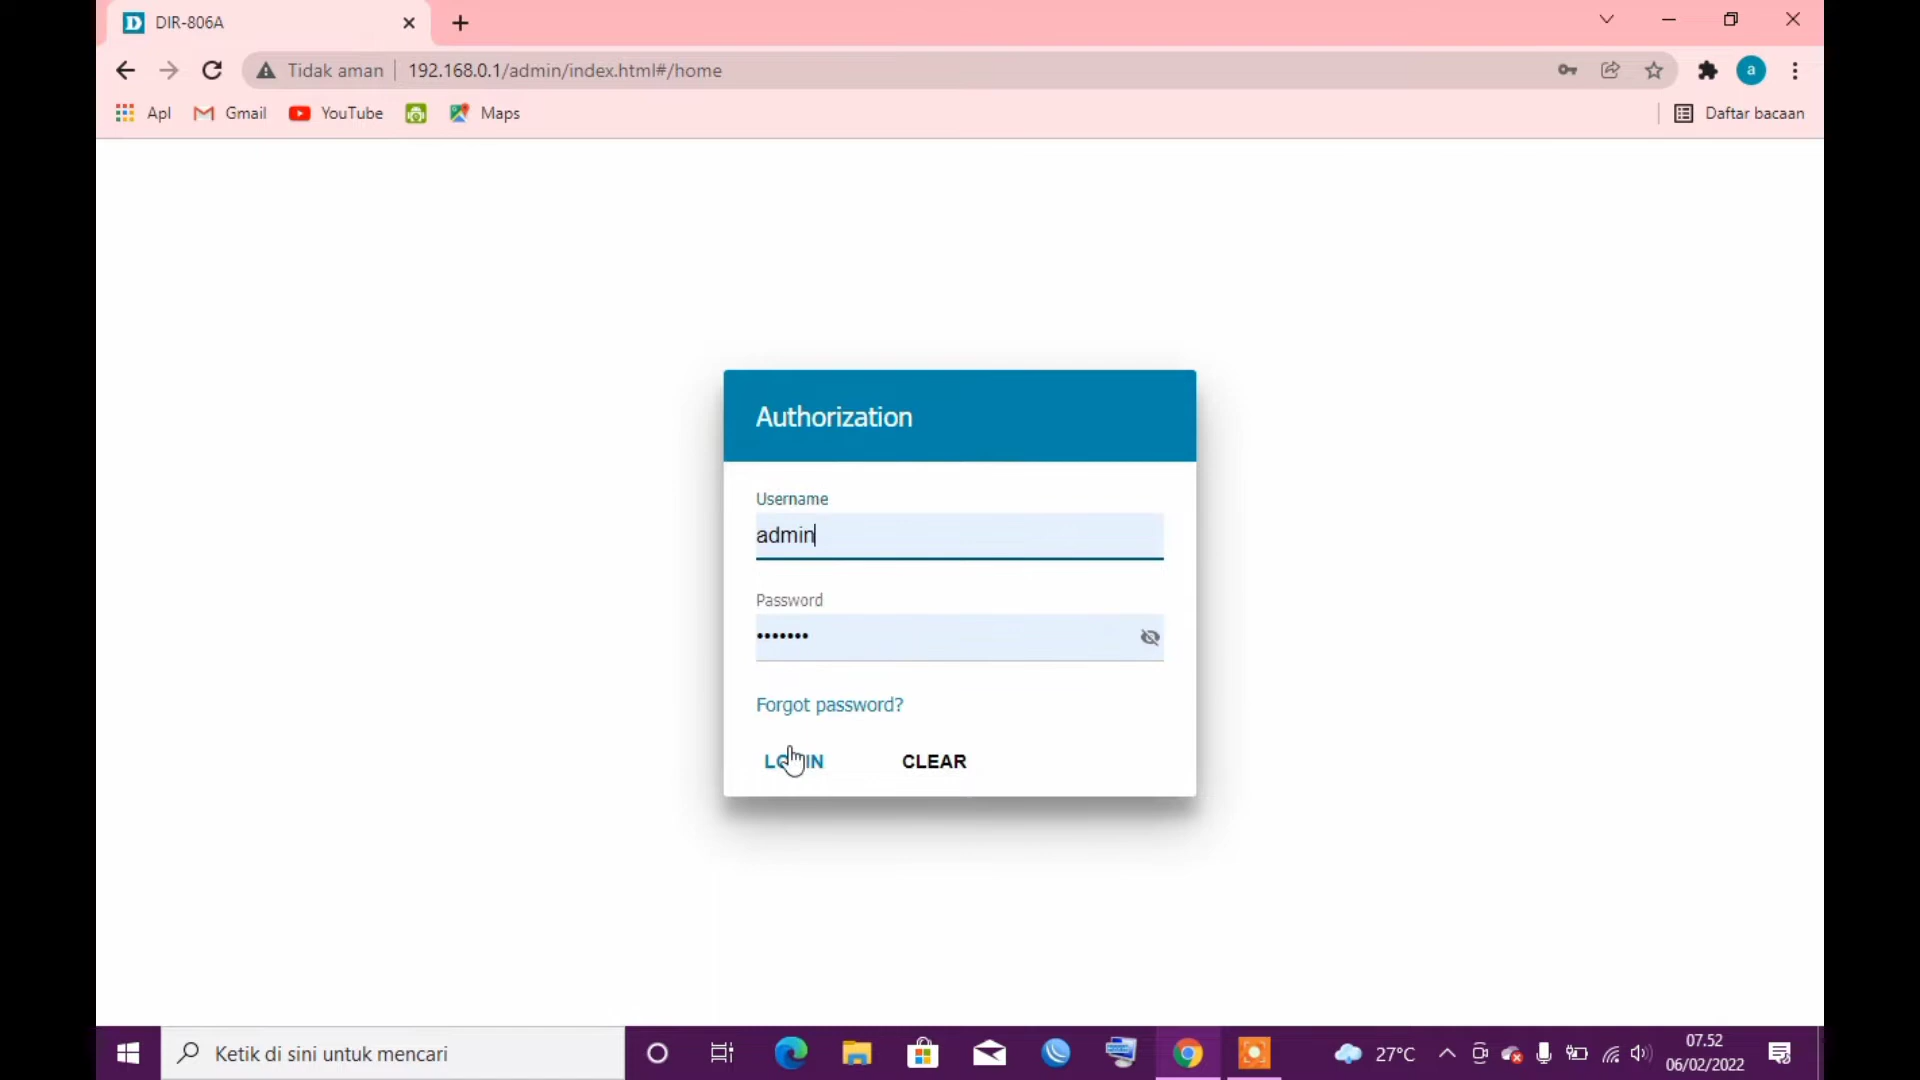 DIR-806A
Tidak aman
192.168.0.1/admin/index.html#/home
a
Apl
Gmail
YouTube
Maps
Daftar bacaan
Authorization
Username
admin
Password
•••••••
Forgot password?
LOGIN
CLEAR
Ketik di sini untuk mencari
27°C
07.52
06/02/2022